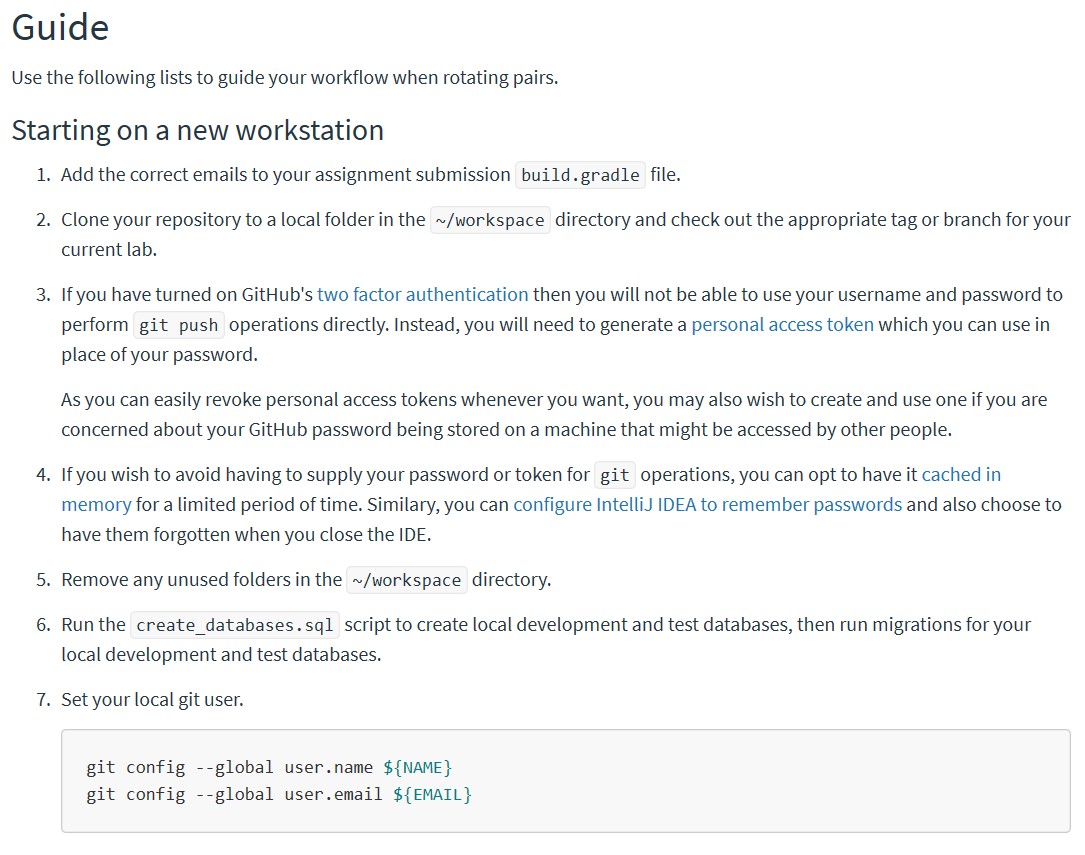 Guide
Use the following lists to guide your workflow when rotating pairs.
Starting on a new workstation
1. Add the correct emails to your assignment submission build.gradle file.
2. Clone your repository to a local folder in the ~/workspace directory and check out the appropriate tag or branch for your
current lab.
3. If you have turned on GitHub's two factor authentication then you will not be able to use your username and password to
perform git push operations directly. Instead, you will need to generate a personal access token which you can use in
place of your password.
As you can easily revoke personal access tokens whenever you want, you may also wish to create and use one if you are
concerned about your GitHub password being stored on a machine that might be accessed by other people.
4. If you wish to avoid having to supply your password or token for git operations, you can opt to have it cached in
memory for a limited period of time. Similary, you can configure IntelliJ IDEA to remember passwords and also choose to
have them forgotten when you close the IDE.
5. Remove any unused folders in the ~/workspace directory.
6. Run the create_databases.sql script to create local development and test databases, then run migrations for your
local development and test databases.
7. Set your local git user.
git config --global user.name ${NAME}
git config --global user.email ${EMAIL}